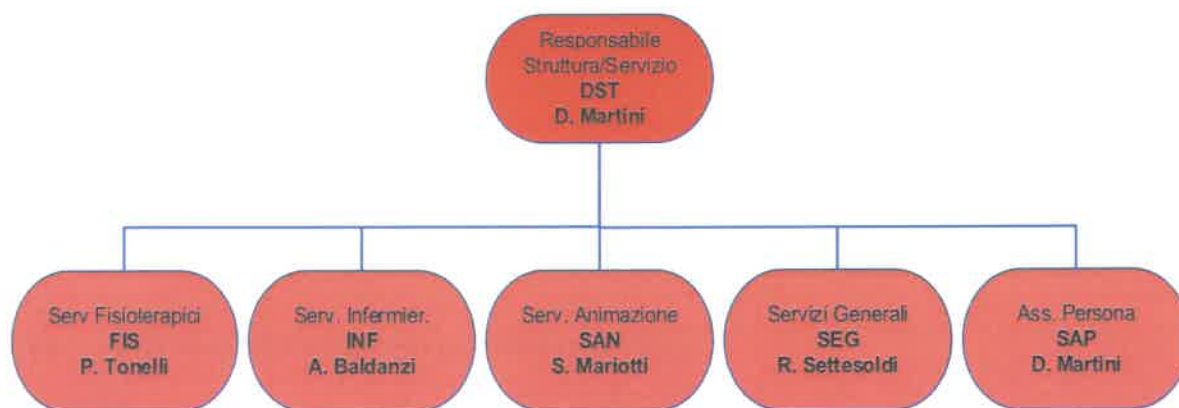 Responsabile
Struttura/Servizio
DST
D. Martini
Serv Fisioterapici
FIS
P. Tonelli
Serv. Infermier.
INF
A. Baldanzi
Serv. Animazione
SAN
S. Mariotti
Servizi Generali
SEG
R. Settesoldi
Ass. Persona
SAP
D. Martini